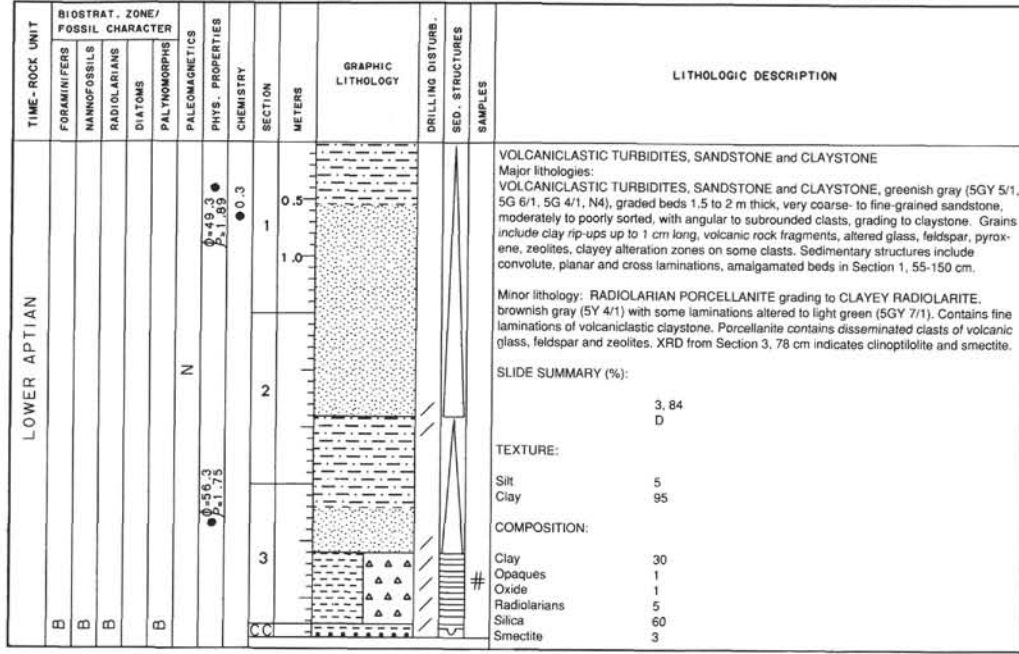 TIME-ROCK UNIT
BIOSTRAT. ZONE/
FOSSIL CHARACTER
FORAMINIFERS
NANNOFOSSILS
RADIOLARIANS
DIATOMS
PALYNOMORPHS
PALEOMAGNETICS
PHYS. PROPERTIES
CHEMISTRY
SECTION
METERS
GRAPHIC
LITHOLOGY
DRILLING DISTURB.
SED. STRUCTURES
SAMPLES
LITHOLOGIC DESCRIPTION
LOWER APTIAN
B
B
B
B
N
Φ=49.3
ρ=1.89
Φ=56.3
ρ=1.75
0.3
1
2
3
CC
0.5
1.0
#
VOLCANICLASTIC TURBIDITES, SANDSTONE and CLAYSTONE
Major lithologies:
VOLCANICLASTIC TURBIDITES, SANDSTONE and CLAYSTONE, greenish gray (5GY 5/1,
5G 6/1, 5G 4/1, N4), graded beds 1.5 to 2 m thick, very coarse- to fine-grained sandstone,
moderately to poorly sorted, with angular to subrounded clasts, grading to claystone. Grains
include clay rip-ups up to 1 cm long, volcanic rock fragments, altered glass, feldspar, pyrox-
ene, zeolites, clayey alteration zones on some clasts. Sedimentary structures include
convolute, planar and cross laminations, amalgamated beds in Section 1, 55-150 cm.
Minor lithology: RADIOLARIAN PORCELLANITE grading to CLAYEY RADIOLARITE,
brownish gray (5Y 4/1) with some laminations altered to light green (5GY 7/1). Contains fine
laminations of volcaniclastic claystone. Porcellanite contains disseminated clasts of volcanic
glass, feldspar and zeolites. XRD from Section 3, 78 cm indicates clinoptilolite and smectite.
SLIDE SUMMARY (%):
3, 84
D
TEXTURE:
Silt 5
Clay 95
COMPOSITION:
Clay 30
Opaques 1
Oxide 1
Radiolarians 5
Silica 60
Smectite 3